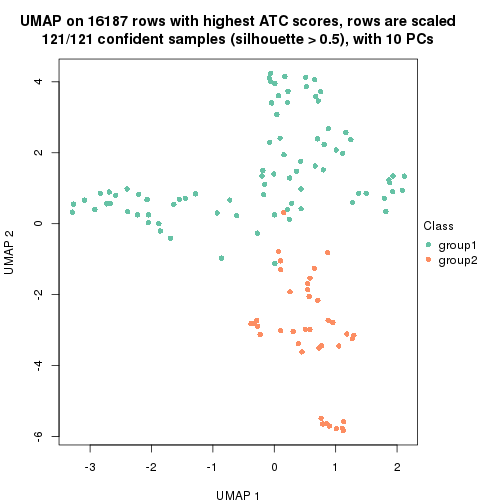 UMAP on 16187 rows with highest ATC scores, rows are scaled
121/121 confident samples (silhouette > 0.5), with 10 PCs
4
2
0
-2
-4
-6
UMAP 2
-3
-2
-1
0
1
2
UMAP 1
Class
group1
group2